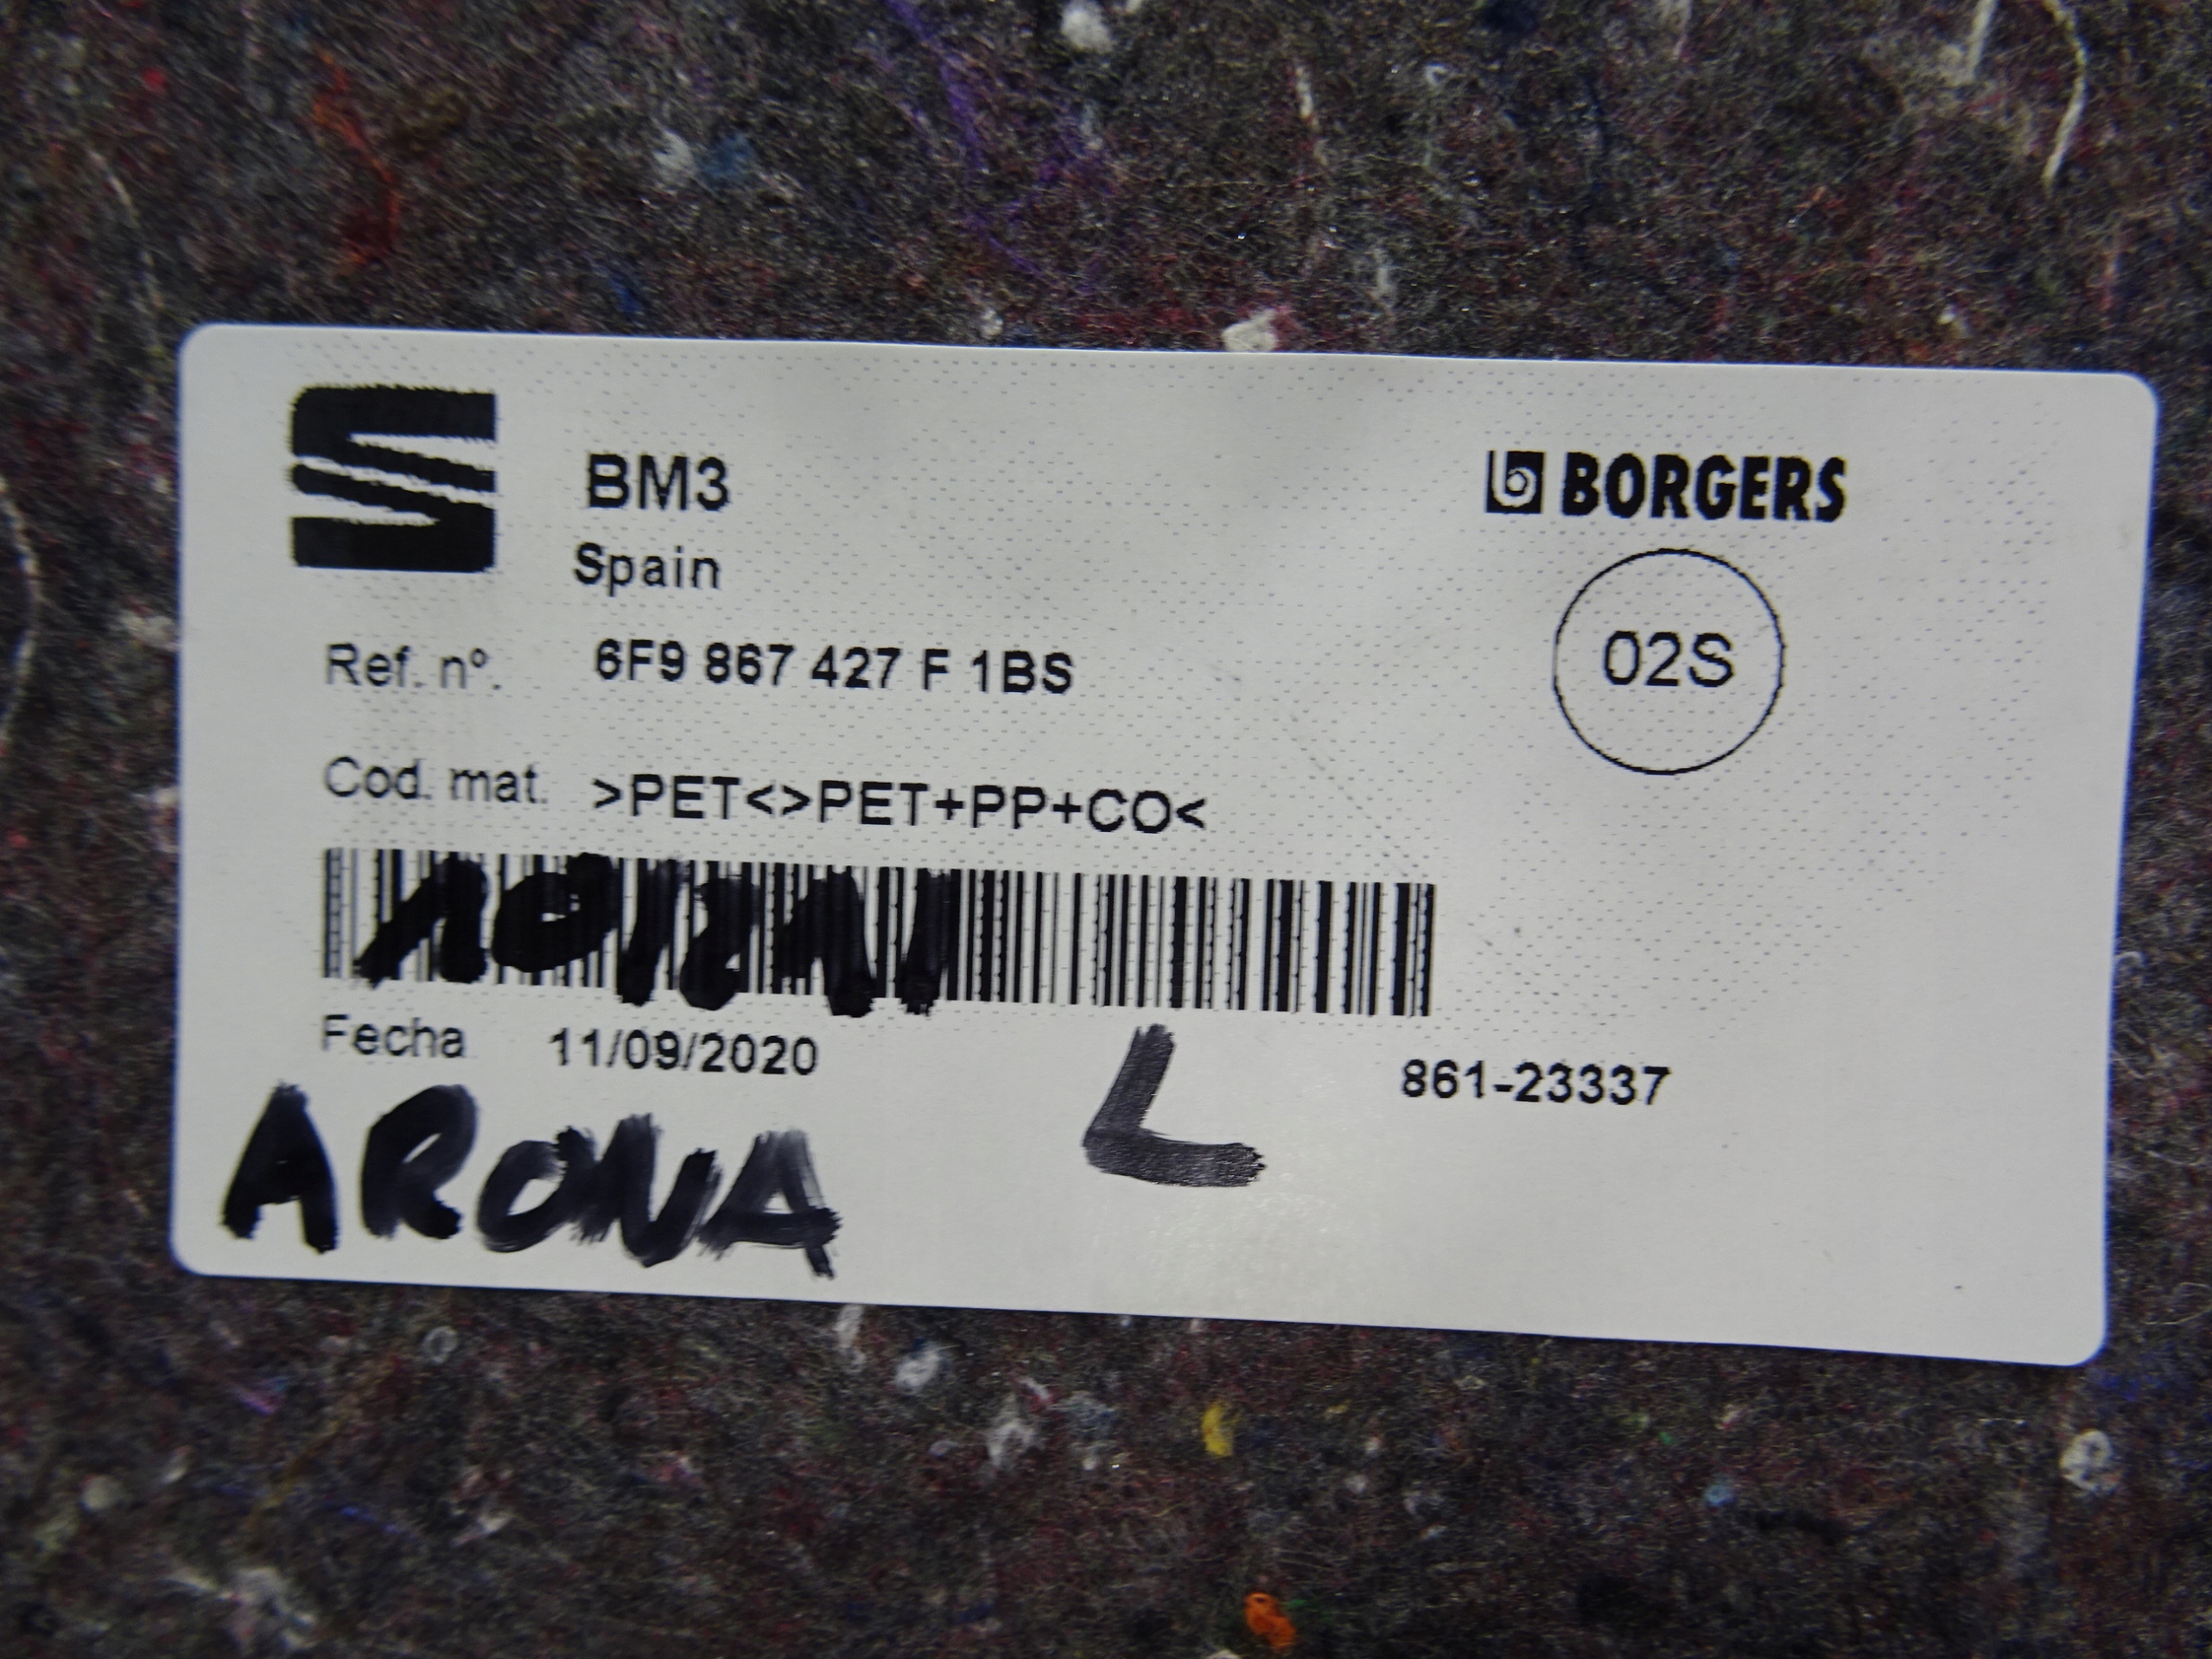 BM3
BORGERS
Spain
02S
Ref. nº. 6F9 867 427 F 1BS
Cod. mat. >PET<>PET+PP+CO<
Fecha 11/09/2020
861-23337
L
ARONA